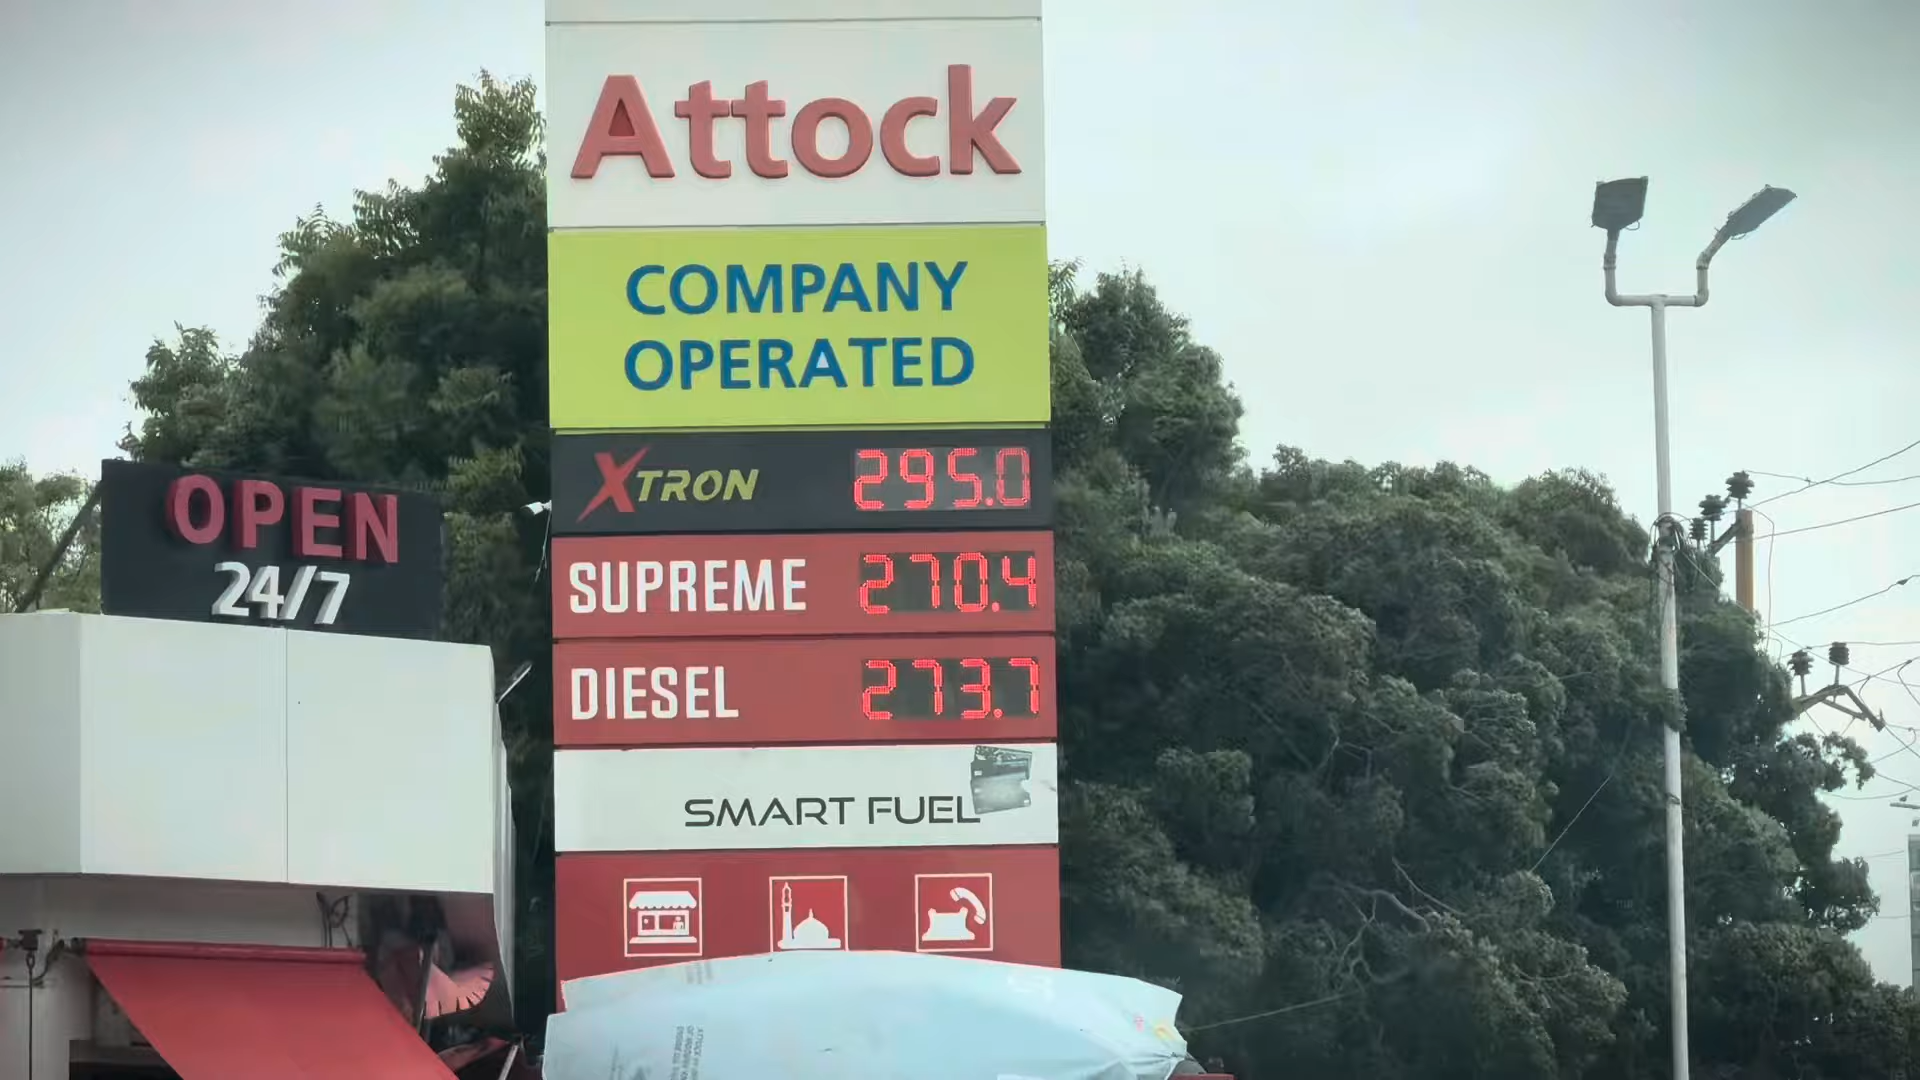 Attock
COMPANY
OPERATED
XTRON 295.0
OPEN
24/7
SUPREME 270.4
DIESEL 273.7
SMART FUEL